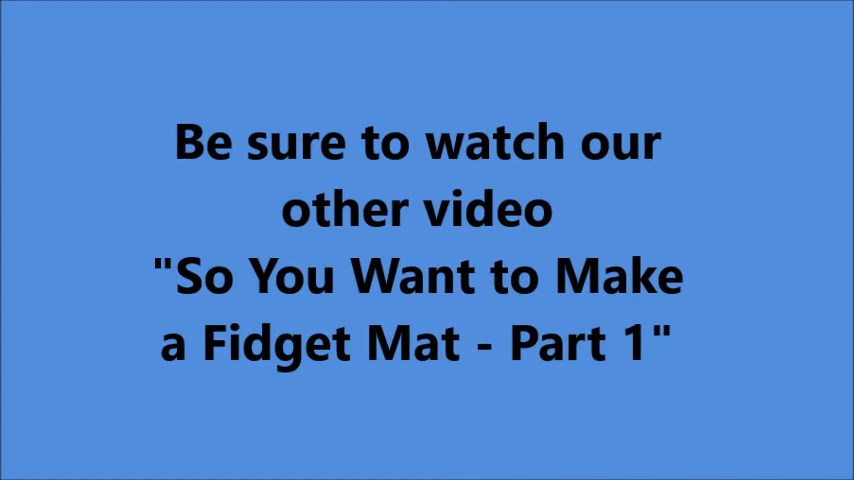 Be sure to watch our
other video
"So You Want to Make
a Fidget Mat - Part 1"